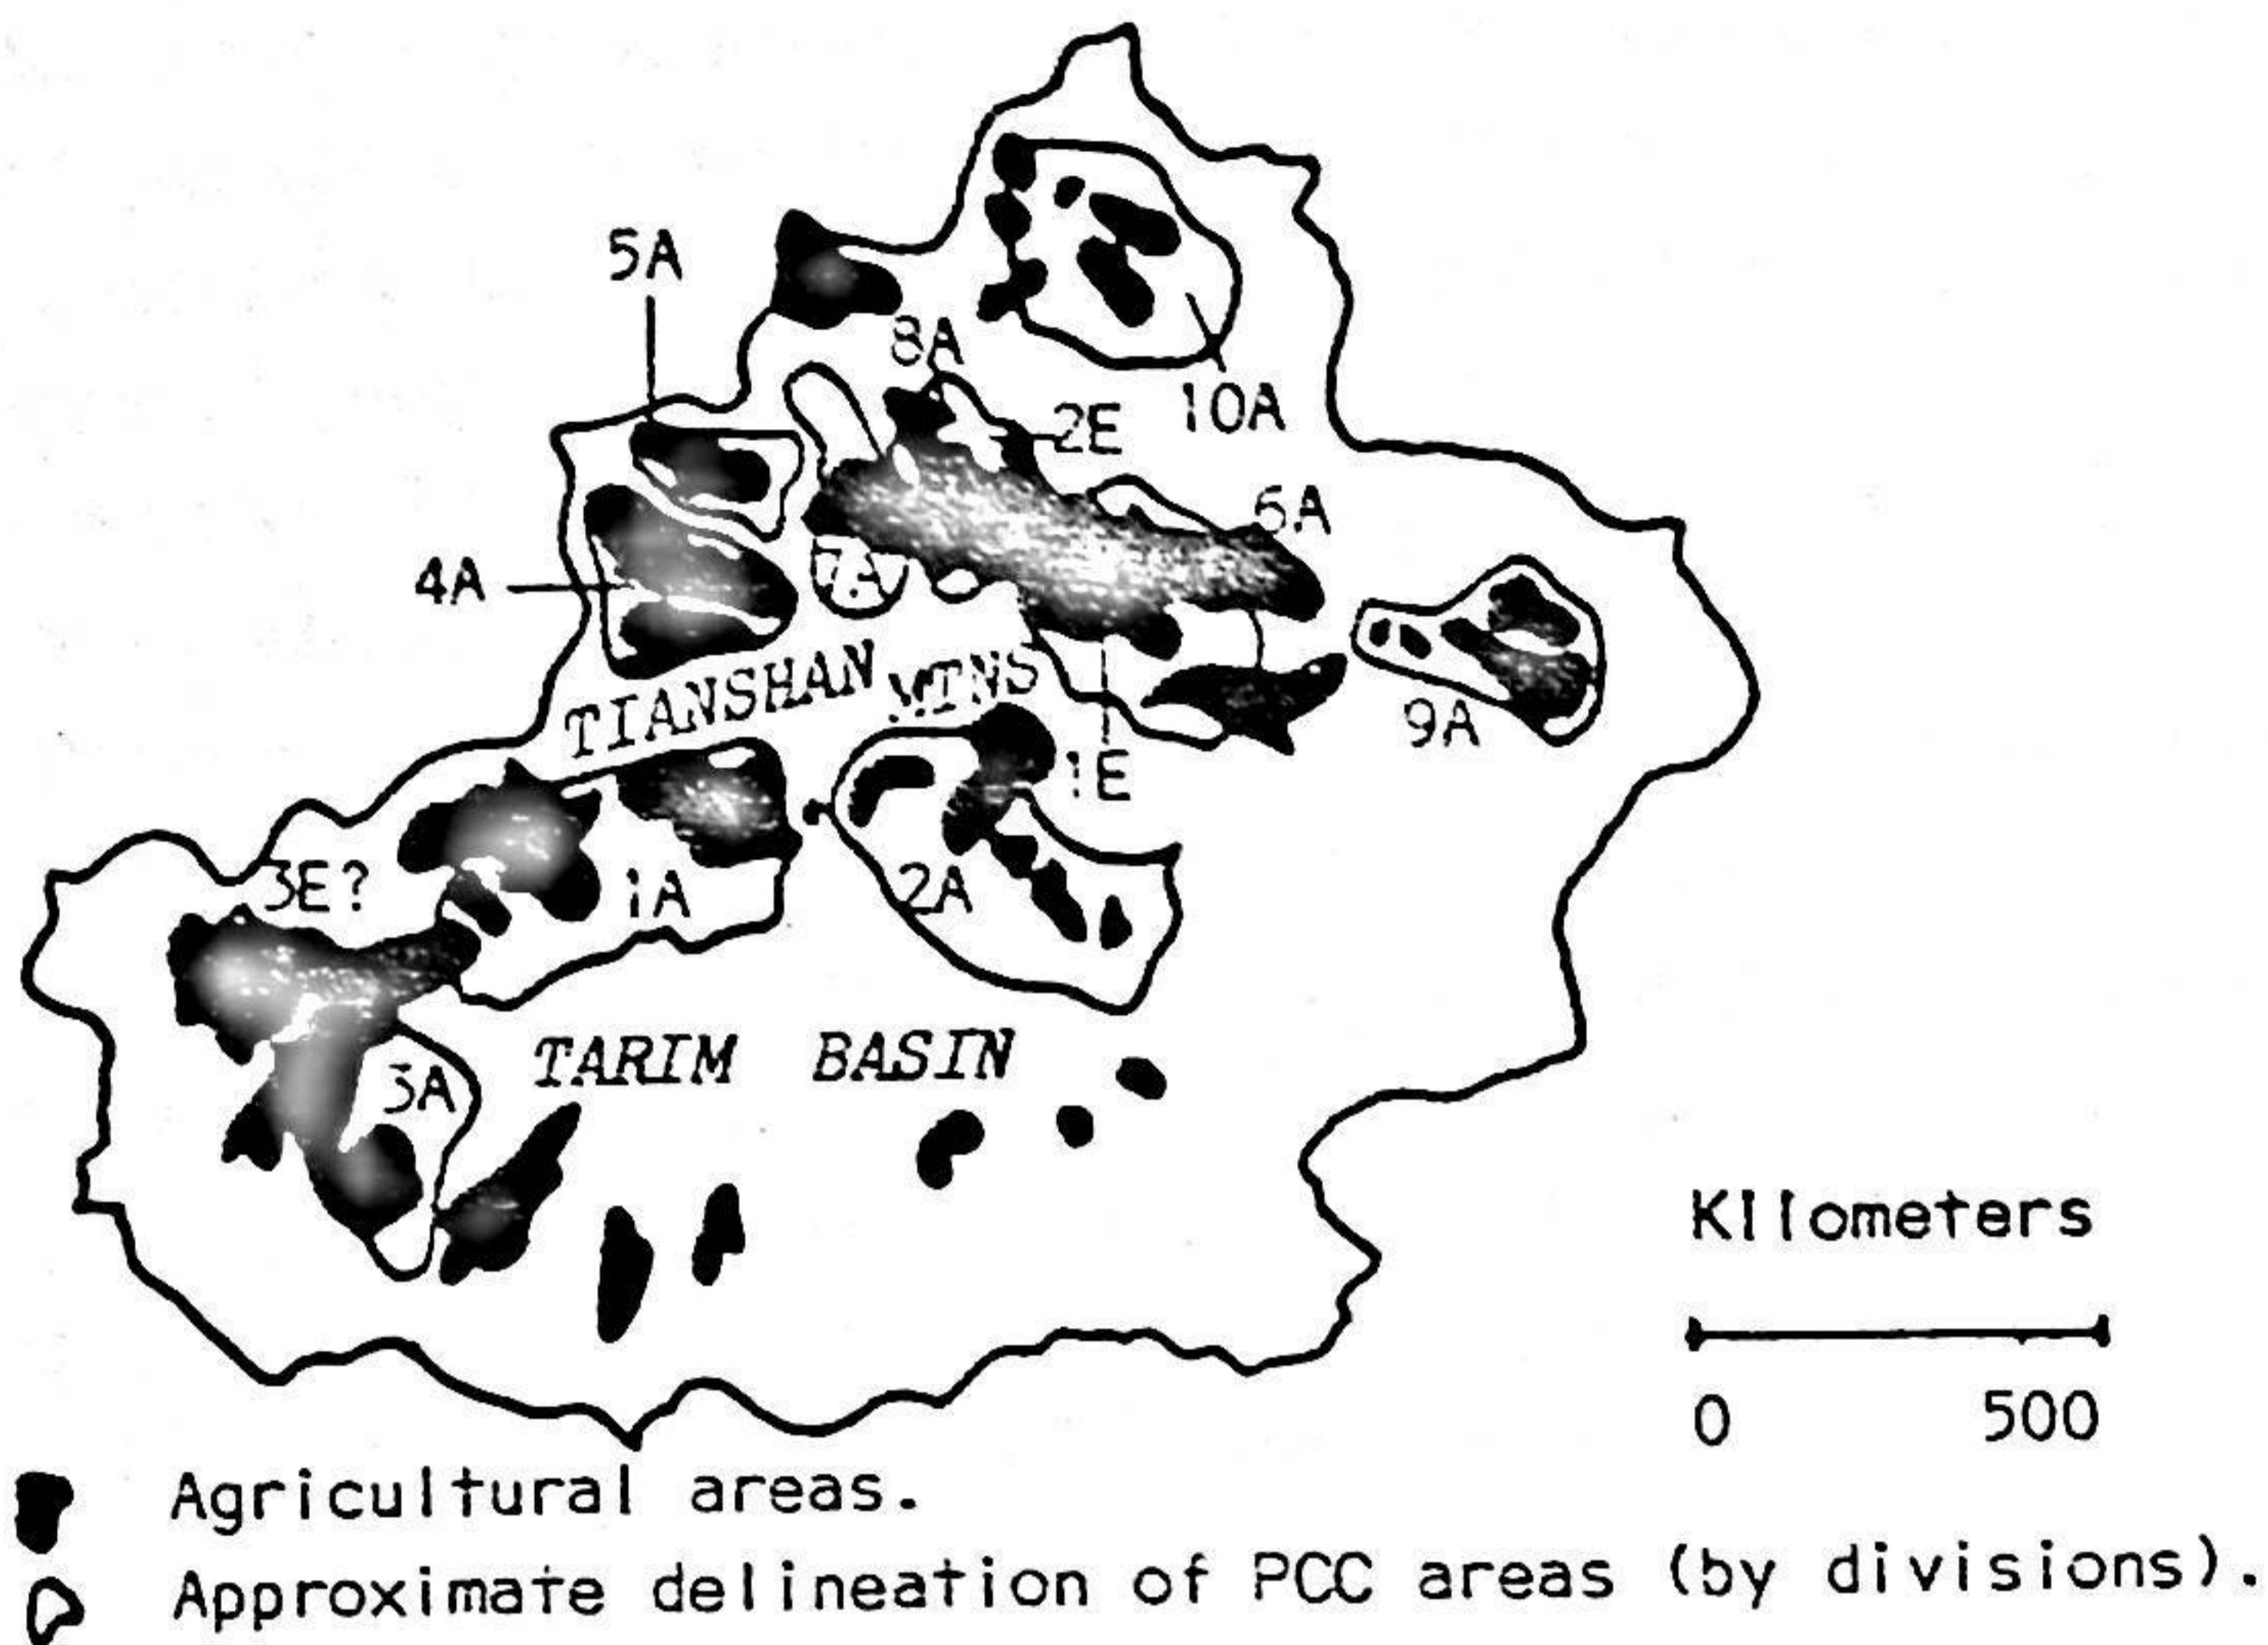 5A
8A
10A
2E
6A
7A
4A
TIANSHAN MTNS
9A
1E
3E?
1A
2A
TARIM BASIN
3A
Kilometers
0 500
Agricultural areas.
Approximate delineation of PCC areas (by divisions).